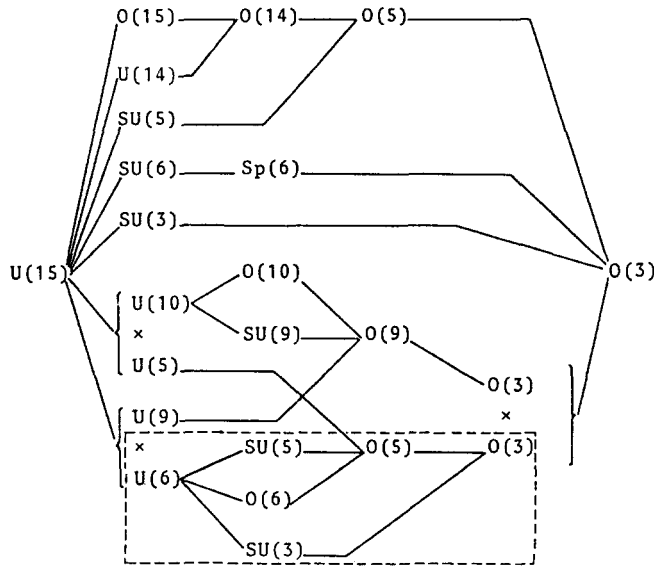 O(15) O(14) O(5)
U(14)
SU(5)
SU(6) Sp(6)
SU(3)
U(15) O(3)
O(10)
U(10)
× SU(9) O(9)
U(5) O(3)
U(9) ×
× SU(5) O(5) O(3)
U(6)
O(6)
SU(3)